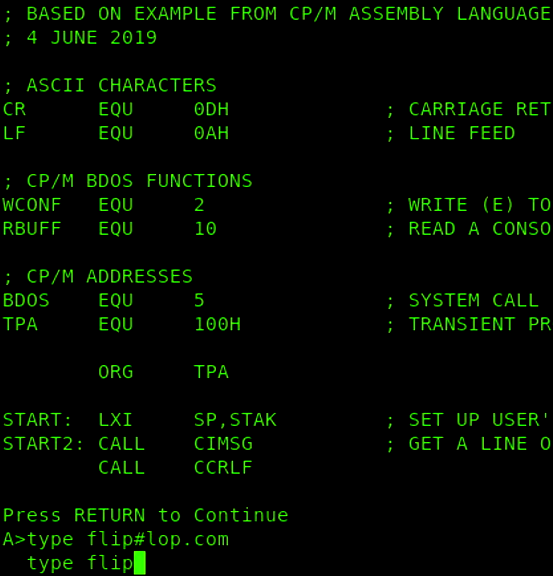 ; BASED ON EXAMPLE FROM CP/M ASSEMBLY LANGUAGE
; 4 JUNE 2019
; ASCII CHARACTERS
CR      EQU     0DH             ; CARRIAGE RET
LF      EQU     0AH             ; LINE FEED
; CP/M BDOS FUNCTIONS
WCONF   EQU     2               ; WRITE (E) TO
RBUFF   EQU     10              ; READ A CONSO
; CP/M ADDRESSES
BDOS    EQU     5               ; SYSTEM CALL
TPA     EQU     100H            ; TRANSIENT PR
        ORG     TPA
START:  LXI     SP,STAK         ; SET UP USER'
START2: CALL    CIMSG           ; GET A LINE O
        CALL    CCRLF
Press RETURN to Continue
A>type flip#lop.com
  type flip